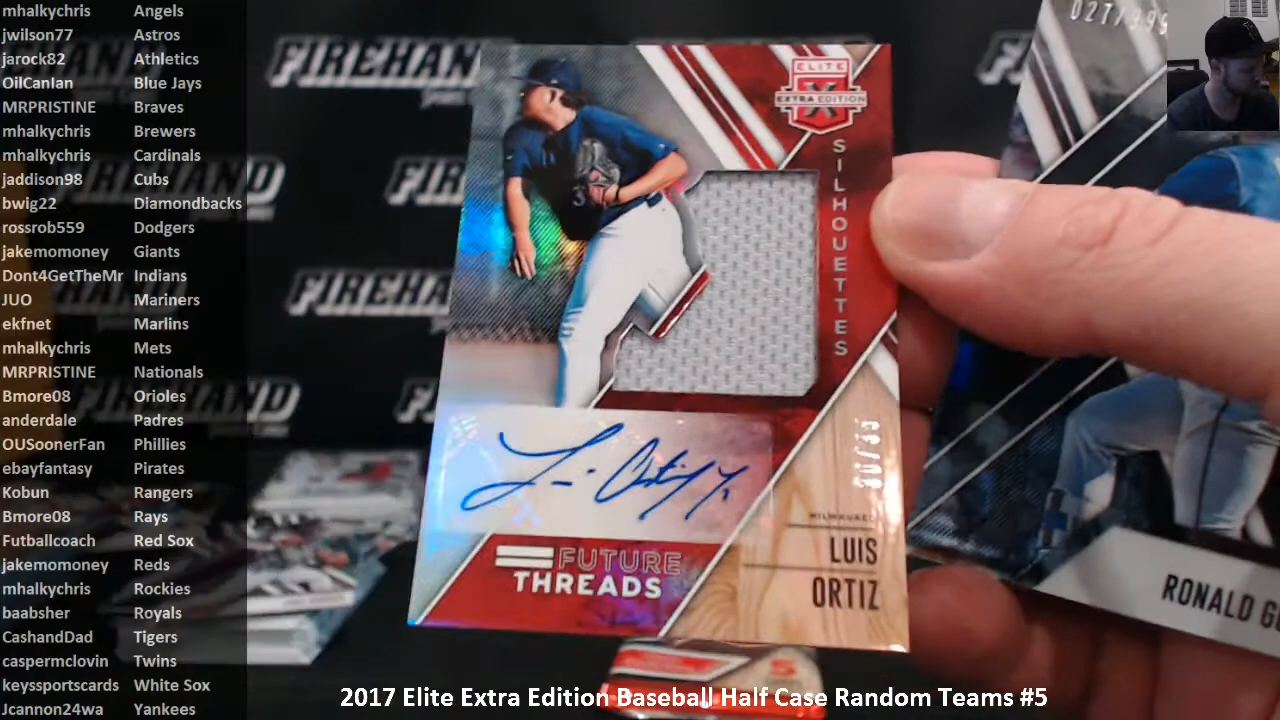 mhalkychris Angels
jwilson77 Astros
jarock82 Athletics
OilCanIan Blue Jays
MRPRISTINE Braves
mhalkychris Brewers
mhalkychris Cardinals
jaddison98 Cubs
bwig22 Diamondbacks
rossrob559 Dodgers
jakemomoney Giants
Dont4GetTheMr Indians
JUO Mariners
ekfnet Marlins
mhalkychris Mets
MRPRISTINE Nationals
Bmore08 Orioles
anderdale Padres
OUSoonerFan Phillies
ebayfantasy Pirates
Kobun Rangers
Bmore08 Rays
Futballcoach Red Sox
jakemomoney Reds
mhalkychris Rockies
baabsher Royals
CashandDad Tigers
caspermclovin Twins
keyssportscards White Sox
Jcannon24wa Yankees
FIREHAND
FIREHAND
ELITE
X
EXTRA EDITION
SILHOUETTES
FUTURE
THREADS
MILWAUKEE
LUIS
ORTIZ
RONALD G
5
2017 Elite Extra Edition Baseball Half Case Random Teams #5